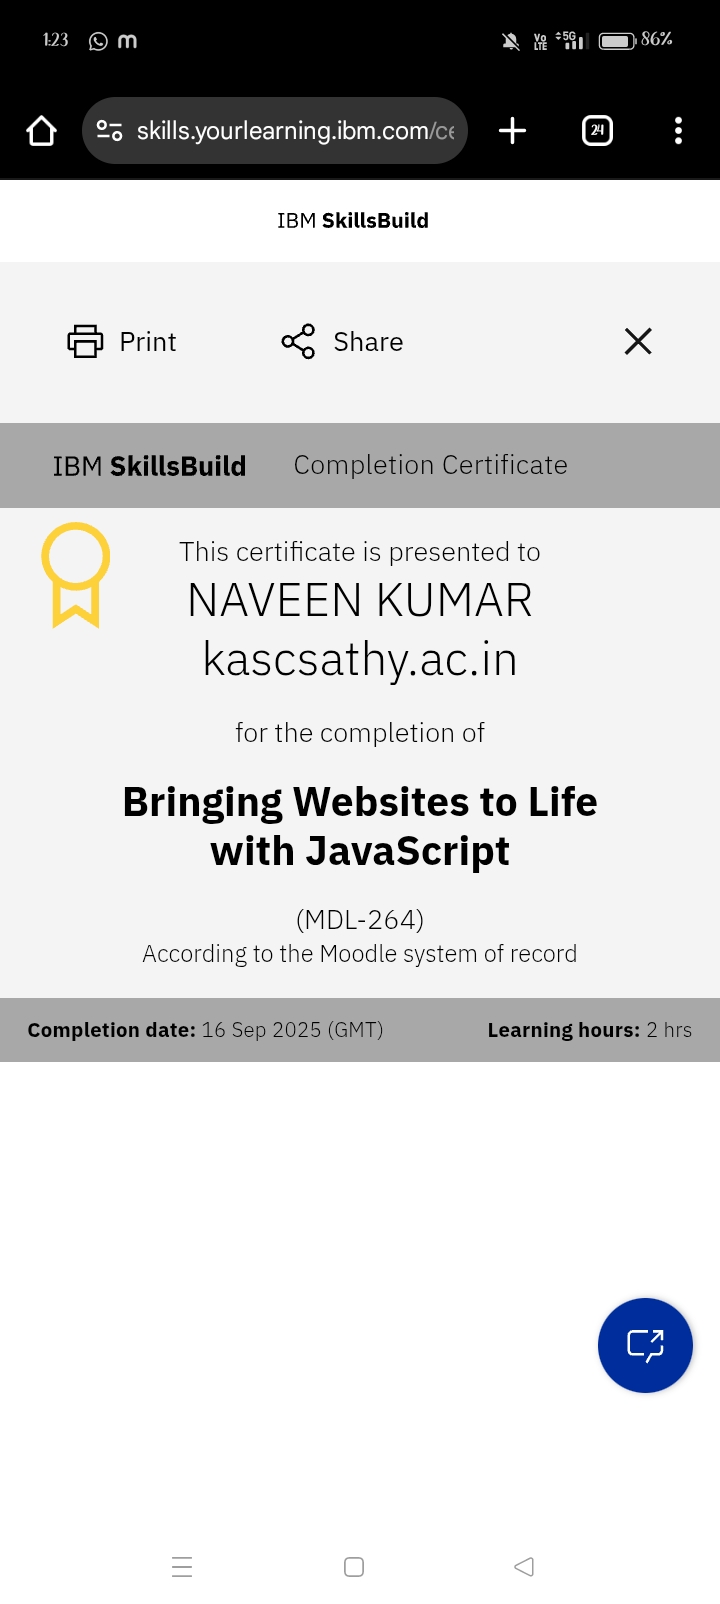 1:23 m Vo LTE 5G 86%
skills.yourlearning.ibm.com/ce 24
IBM SkillsBuild
Print Share
IBM SkillsBuild Completion Certificate
This certificate is presented to
NAVEEN KUMAR
kascsathy.ac.in
for the completion of
Bringing Websites to Life
with JavaScript
(MDL-264)
According to the Moodle system of record
Completion date: 16 Sep 2025 (GMT) Learning hours: 2 hrs